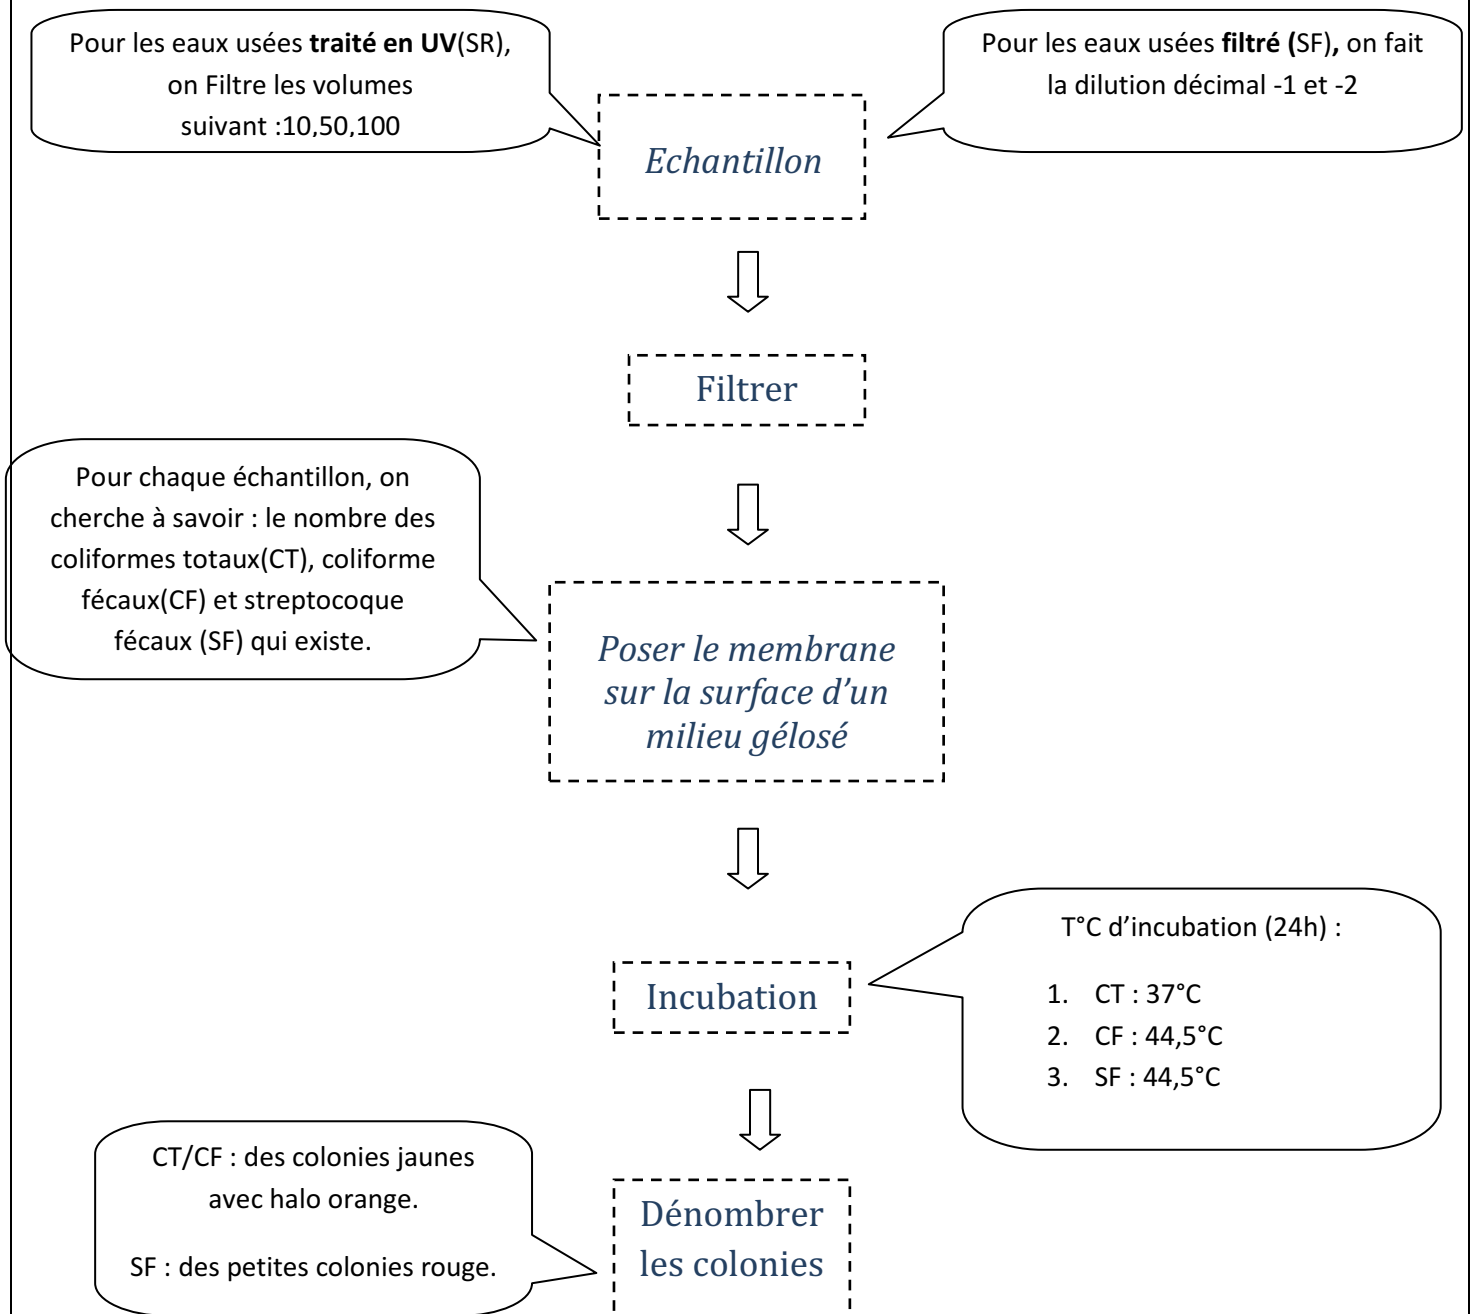 Pour les eaux usées traité en UV(SR),
on Filtre les volumes
suivant :10,50,100
Pour les eaux usées filtré (SF), on fait
la dilution décimal -1 et -2
Echantillon
Filtrer
Pour chaque échantillon, on
cherche à savoir : le nombre des
coliformes totaux(CT), coliforme
fécaux(CF) et streptocoque
fécaux (SF) qui existe.
Poser le membrane
sur la surface d’un
milieu gélosé
T°C d’incubation (24h) :
1. CT : 37°C
2. CF : 44,5°C
3. SF : 44,5°C
Incubation
CT/CF : des colonies jaunes
avec halo orange.
SF : des petites colonies rouge.
Dénombrer
les colonies